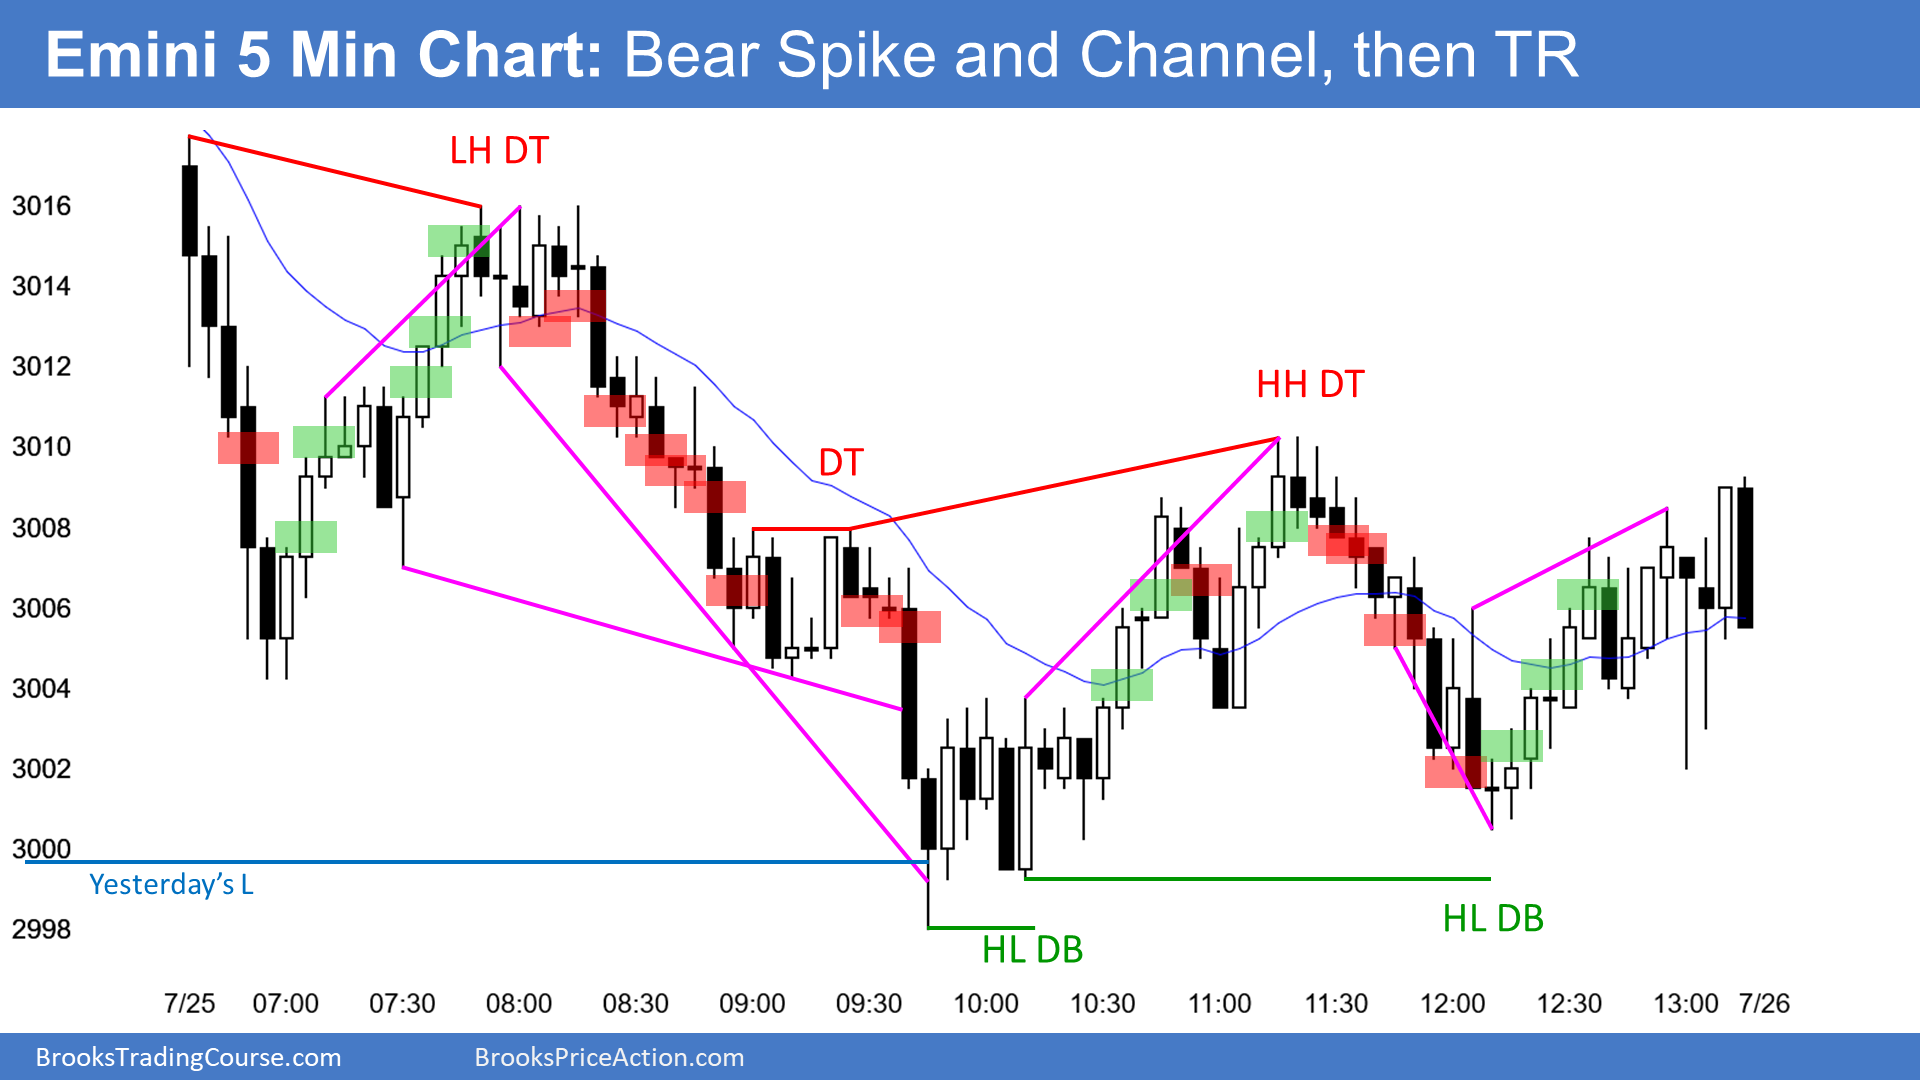 Emini 5 Min Chart: Bear Spike and Channel, then TR
LH DT
3016
3014
3012
HH DT
3010
DT
3008
3006
3004
3002
3000
Yesterday's L
2998
HL DB
HL DB
7/25 07:00 07:30 08:00 08:30 09:00 09:30 10:00 10:30 11:00 11:30 12:00 12:30 13:00 7/26
BrooksTradingCourse.com BrooksPriceAction.com